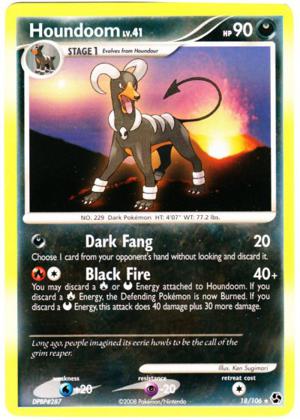 Houndoom LV.41 HP 90
STAGE 1 Evolves from Houndour
NO. 229 Dark Pokémon HT: 4'07" WT: 77.2 lbs.
Dark Fang 20
Choose 1 card from your opponent's hand without looking and discard it.
Black Fire 40+
You may discard a Energy or Energy attached to Houndoom. If you
discard a Energy, the Defending Pokémon is now Burned. If you
discard a Energy, this attack does 40 damage plus 30 more damage.
Long ago, people imagined its eerie howls to be the call of the
grim reaper.
Illus. Ken Sugimori
weakness resistance retreat cost
+20 -20
DPBP#287 ©2008 Pokémon/Nintendo 18/106